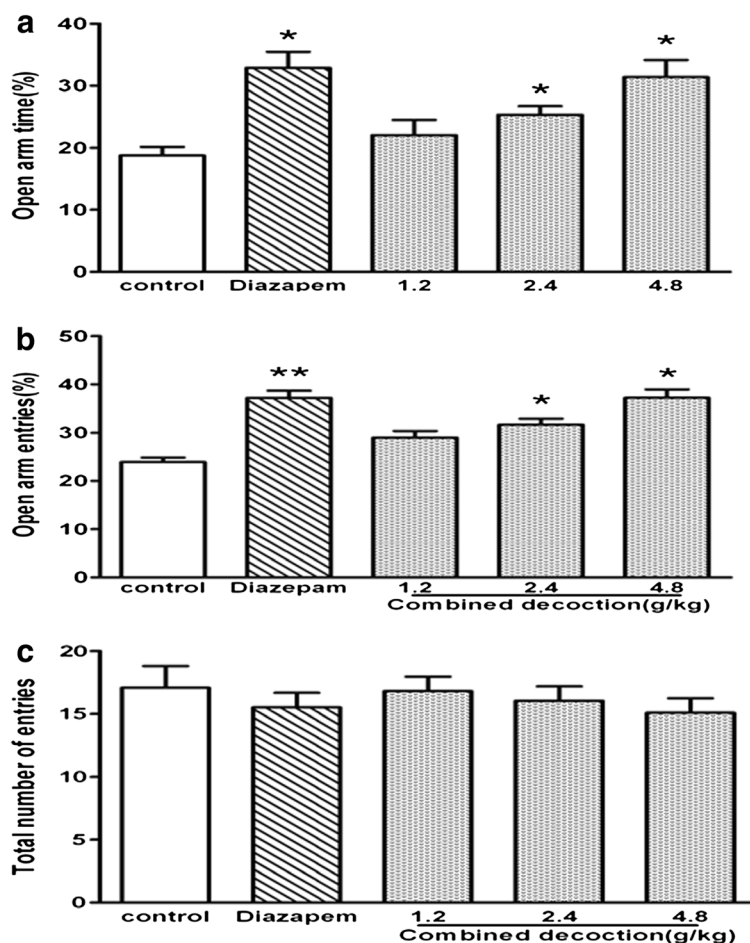 a
Open arm time(%)
40
30
20
10
0
*
*
*
control Diazapem 1.2 2.4 4.8
b
Open arm entries(%)
50
40
30
20
10
0
**
*
*
control Diazepam 1.2 2.4 4.8
Combined decoction(g/kg)
c
Total number of entries
20
15
10
5
0
control Diazapem 1.2 2.4 4.8
Combined decoction(g/kg)